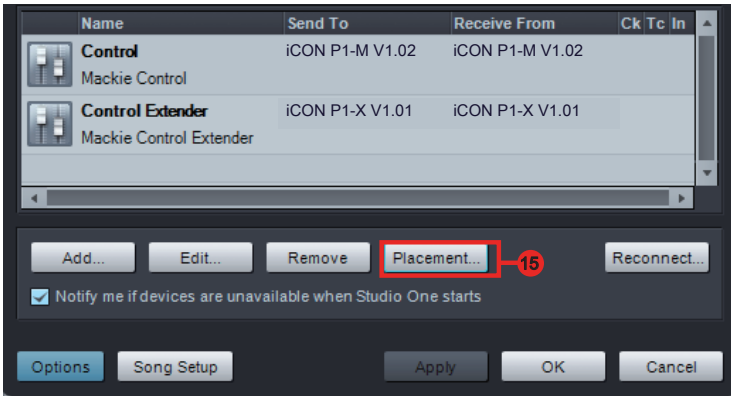 Name Send To Receive From Ck Tc In
Control iCON P1-M V1.02 iCON P1-M V1.02
Mackie Control
Control Extender iCON P1-X V1.01 iCON P1-X V1.01
Mackie Control Extender
Add... Edit... Remove Placement... 15 Reconnect...
Notify me if devices are unavailable when Studio One starts
Options Song Setup Apply OK Cancel